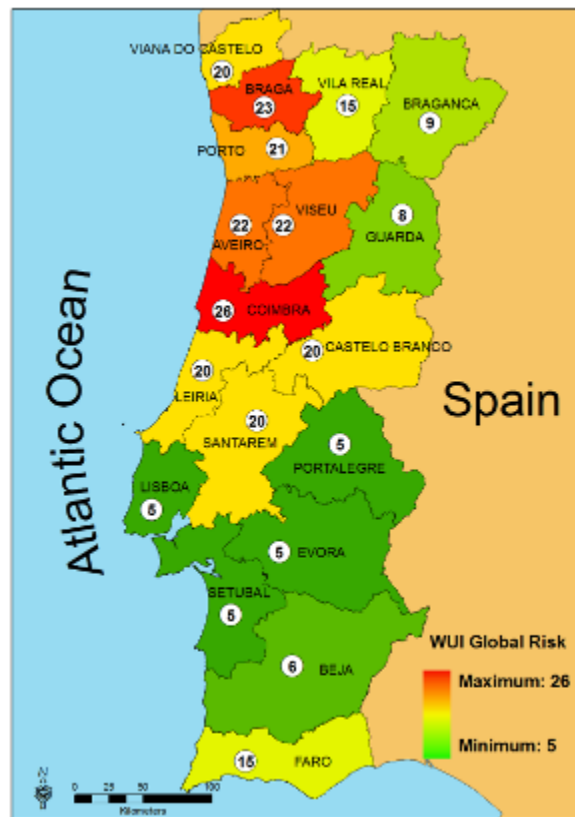 VIANA DO CASTELO
20
BRAGA
23
VILA REAL
15
BRAGANCA
9
PORTO
21
AVEIRO
22
VISEU
22
8
GUARDA
26
COIMBRA
20
CASTELO BRANCO
20
LEIRIA
20
SANTAREM
5
PORTALEGRE
LISBOA
5
5
EVORA
SETUBAL
5
6
BEJA
15
FARO
Atlantic Ocean
Spain
WUI Global Risk
Maximum: 26
Minimum: 5
N
0 25 50 100
Kilometers